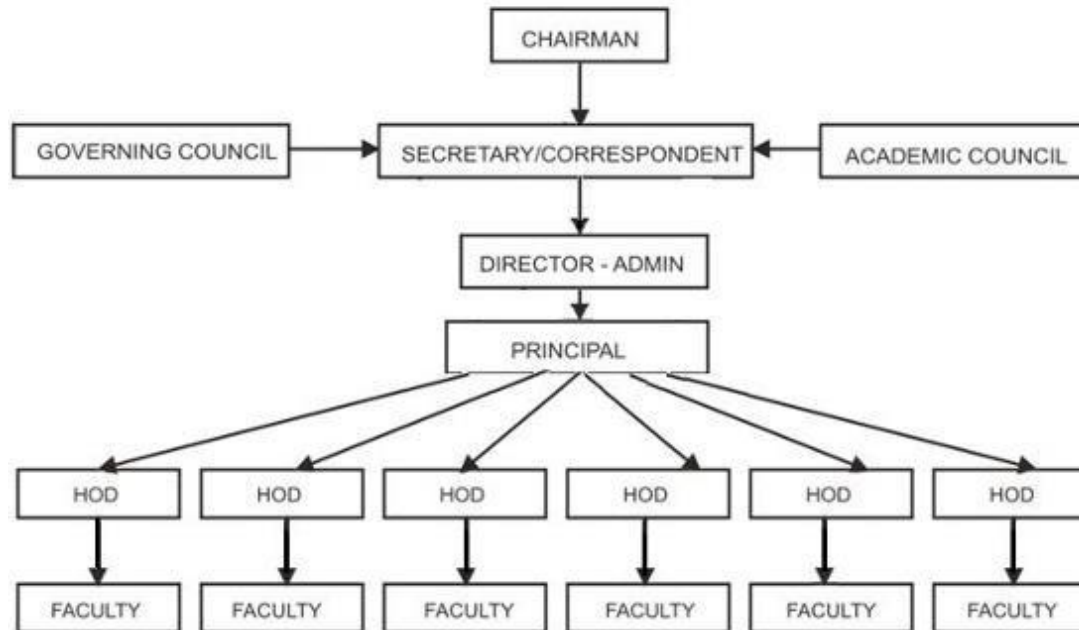 CHAIRMAN
GOVERNING COUNCIL
SECRETARY/CORRESPONDENT
ACADEMIC COUNCIL
DIRECTOR - ADMIN
PRINCIPAL
HOD
HOD
HOD
HOD
HOD
HOD
FACULTY
FACULTY
FACULTY
FACULTY
FACULTY
FACULTY